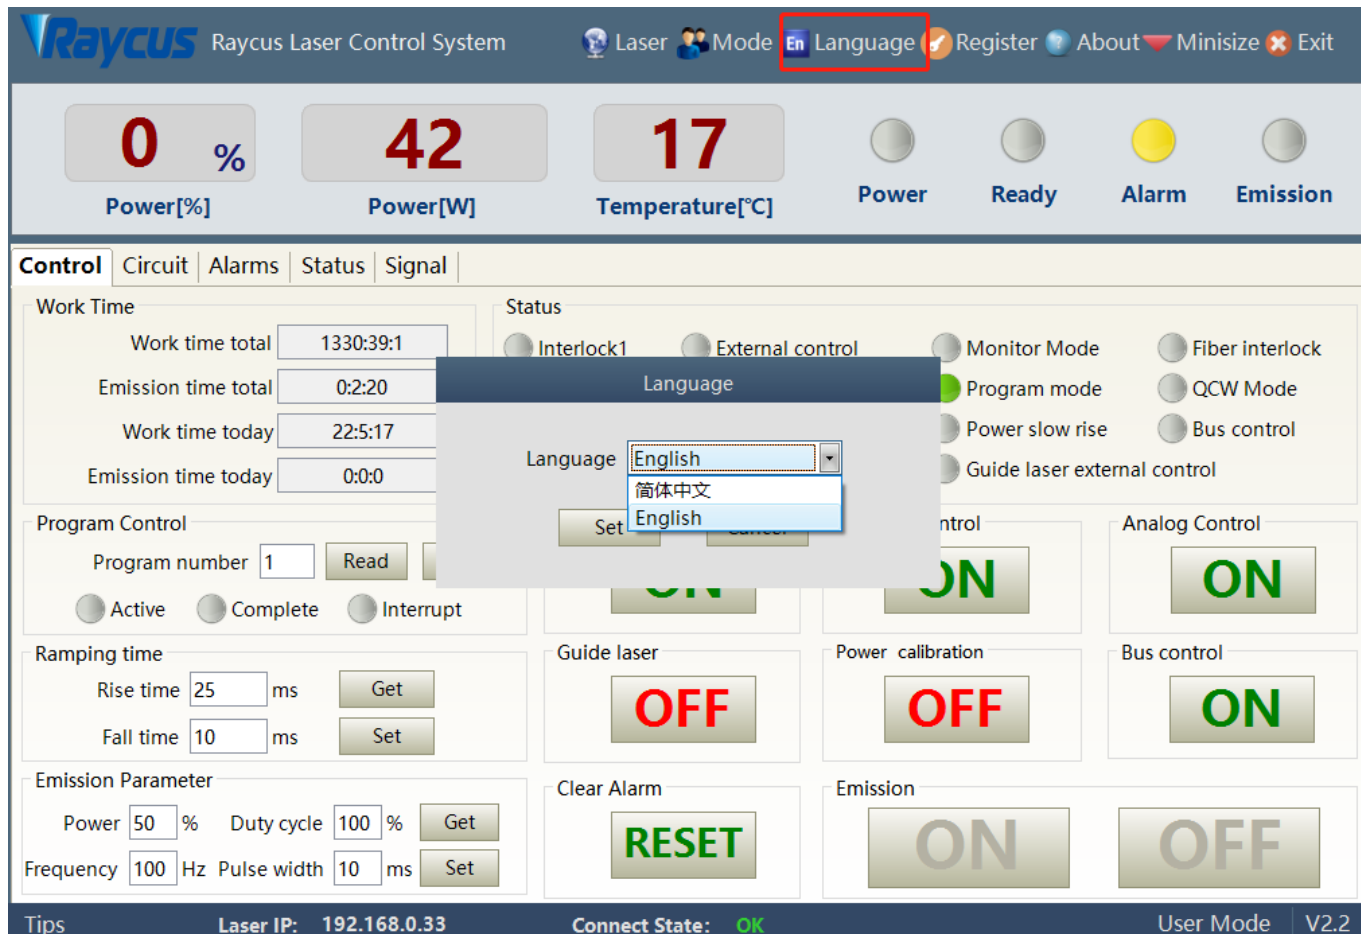 Raycus Raycus Laser Control System Laser Mode En Language Register About Minisize Exit
0 % 42 17
Power[%] Power[W] Temperature[℃] Power Ready Alarm Emission
Control Circuit Alarms Status Signal
Work Time Status
Work time total 1330:39:1 Interlock1 External control Monitor Mode Fiber interlock
Emission time total 0:2:20 Language Program mode QCW Mode
Work time today 22:5:17 Power slow rise Bus control
Language English
Emission time today 0:0:0 Guide laser external control
简体中文
English
Set
Program Control Analog Control
Program number 1 Read ON
Active Complete Interrupt
Ramping time Guide laser Power calibration Bus control
Rise time 25 ms Get OFF OFF ON
Fall time 10 ms Set
Emission Parameter Clear Alarm Emission
Power 50 % Duty cycle 100 % Get RESET ON OFF
Frequency 100 Hz Pulse width 10 ms Set
Tips Laser IP: 192.168.0.33 Connect State: OK User Mode V2.2